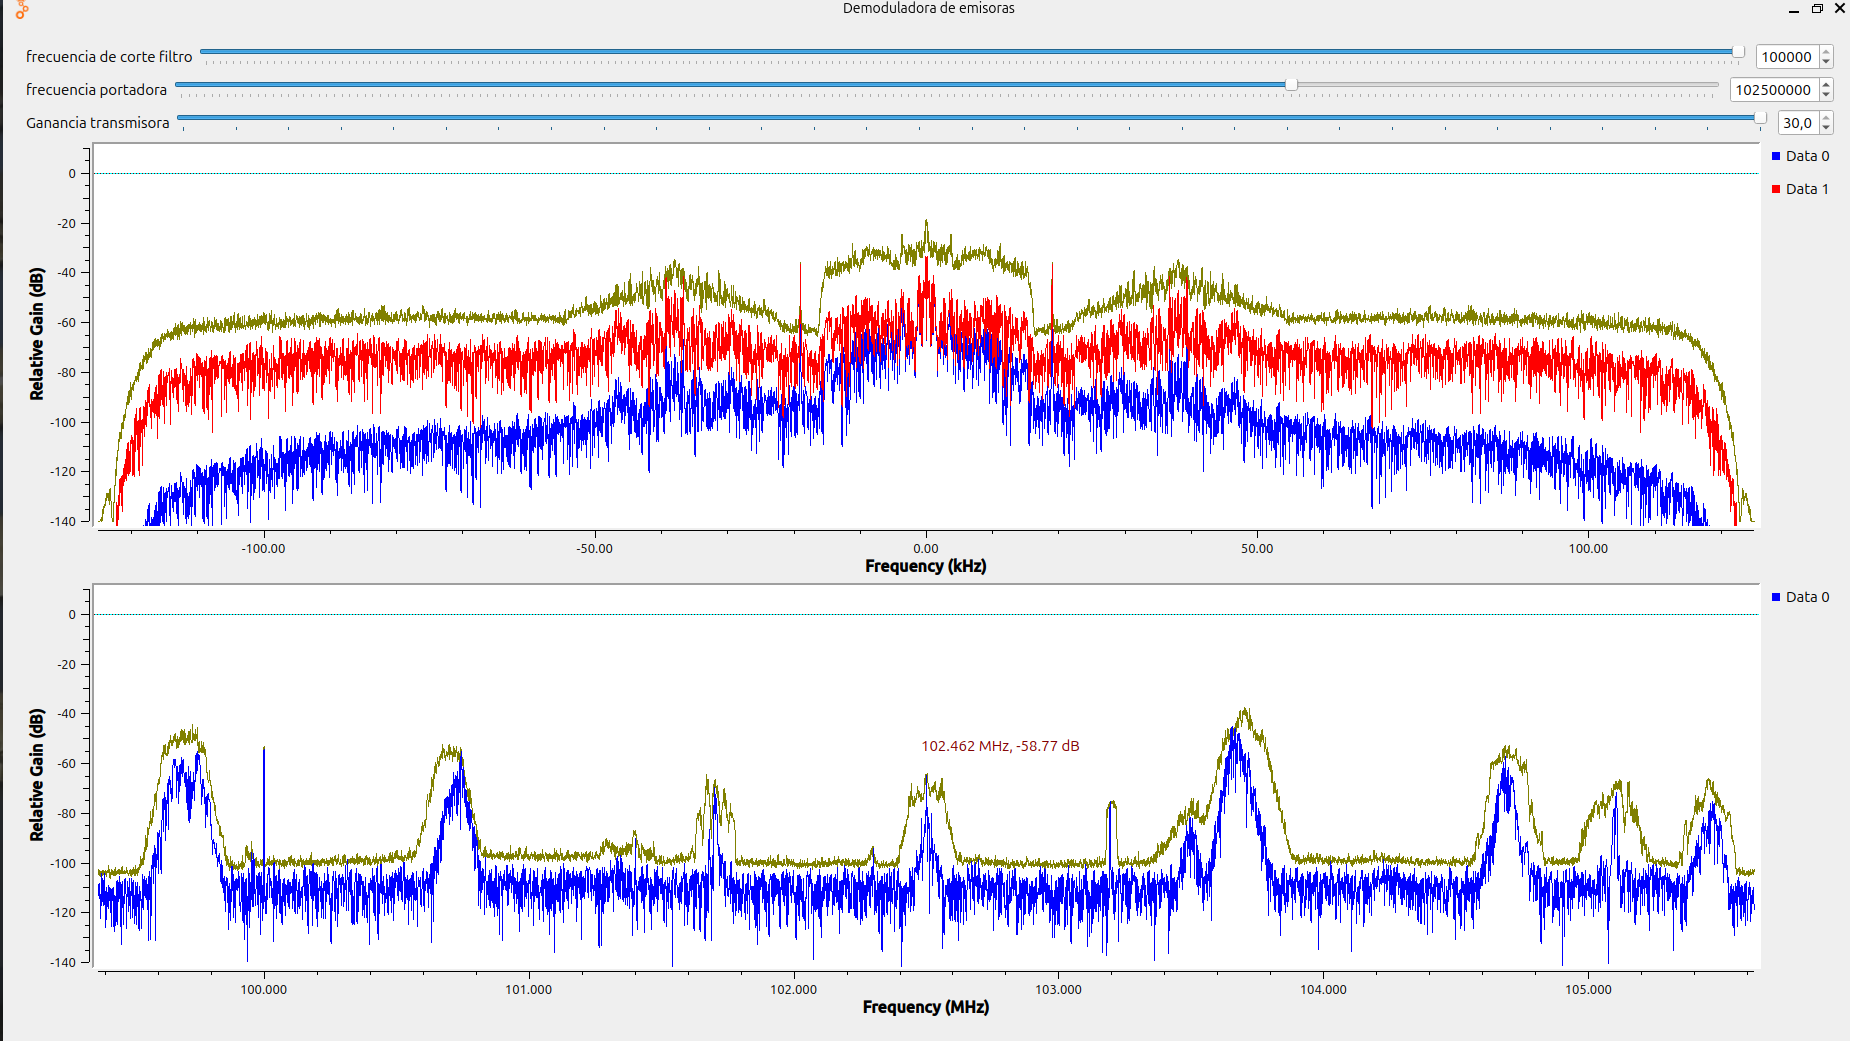 Demoduladora de emisoras
frecuencia de corte filtro 100000
frecuencia portadora 102500000
Ganancia transmisora 30,0
Data 0
Data 1
Relative Gain (dB)
0
-20
-40
-60
-80
-100
-120
-140
-100.00 -50.00 0.00 50.00 100.00
Frequency (kHz)
Data 0
Relative Gain (dB)
0
-20
-40
-60
-80
-100
-120
-140
102.462 MHz, -58.77 dB
100.000 101.000 102.000 103.000 104.000 105.000
Frequency (MHz)